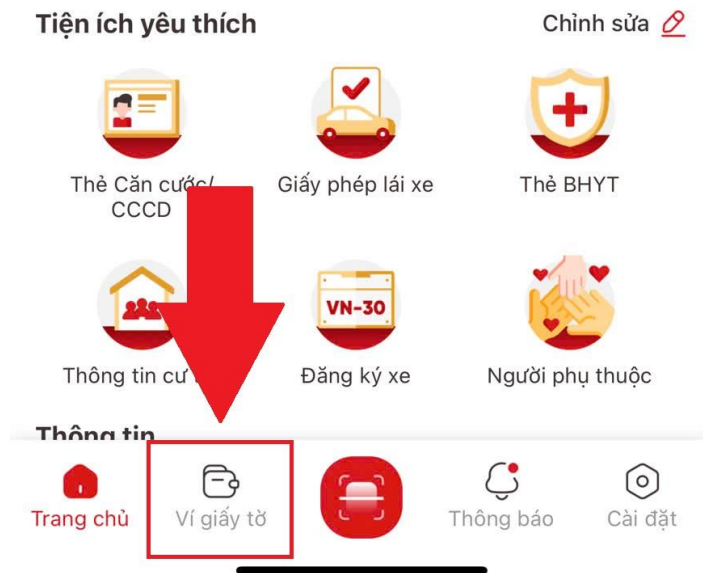 Tiện ích yêu thích
Chỉnh sửa
Thẻ Căn cước/
CCCD
Giấy phép lái xe
Thẻ BHYT
VN-30
Thông tin cư
Đăng ký xe
Người phụ thuộc
Thông tin
Trang chủ
Ví giấy tờ
Thông báo
Cài đặt